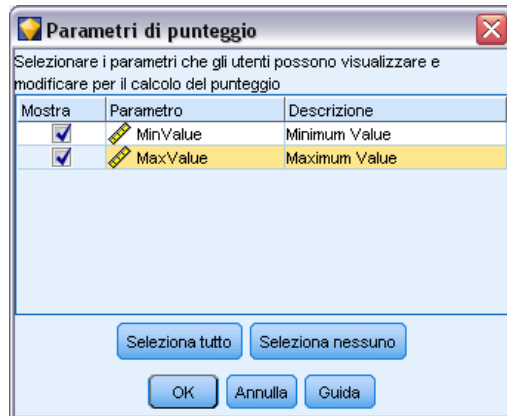 Parametri di punteggio
Selezionare i parametri che gli utenti possono visualizzare e
modificare per il calcolo del punteggio
Mostra Parametro Descrizione
MinValue Minimum Value
MaxValue Maximum Value
Seleziona tutto Seleziona nessuno
OK Annulla Guida